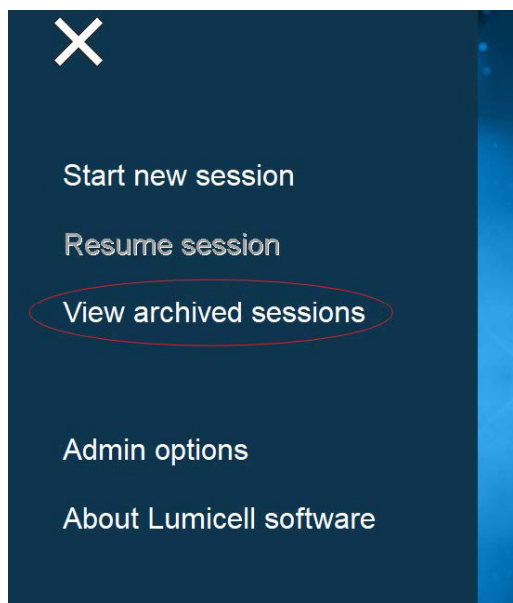 Start new session
Resume session
View archived sessions
Admin options
About Lumicell software